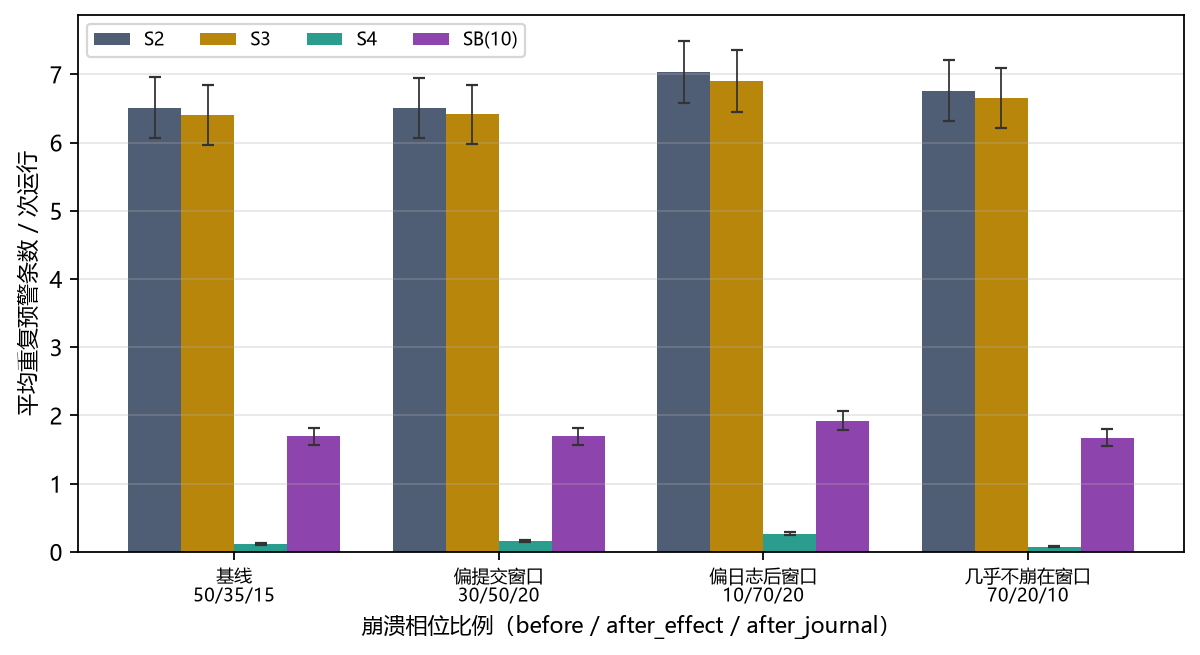 S2 S3 S4 SB(10)
平均重复预警条数 / 次运行
7
6
5
4
3
2
1
0
基线 偏提交窗口 偏日志后窗口 几乎不崩在窗口
50/35/15 30/50/20 10/70/20 70/20/10
崩溃相位比例（before / after_effect / after_journal）